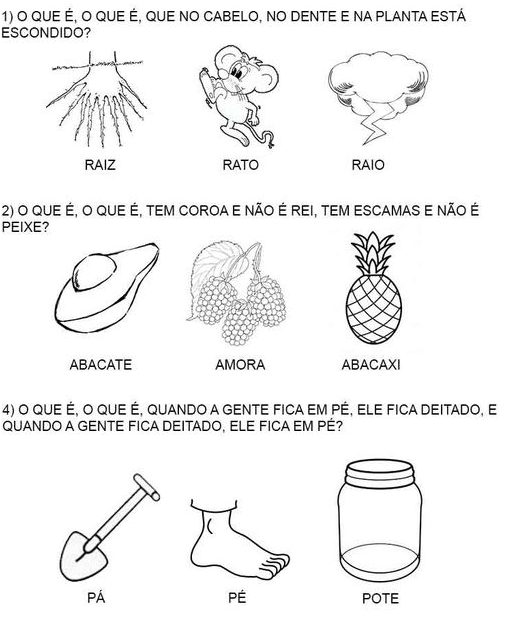 1) O QUE É, O QUE É, QUE NO CABELO, NO DENTE E NA PLANTA ESTÁ
ESCONDIDO?
RAIZ RATO RAIO
2) O QUE É, O QUE É, TEM COROA E NÃO É REI, TEM ESCAMAS E NÃO É
PEIXE?
ABACATE AMORA ABACAXI
4) O QUE É, O QUE É, QUANDO A GENTE FICA EM PÉ, ELE FICA DEITADO, E
QUANDO A GENTE FICA DEITADO, ELE FICA EM PÉ?
PÁ PÉ POTE